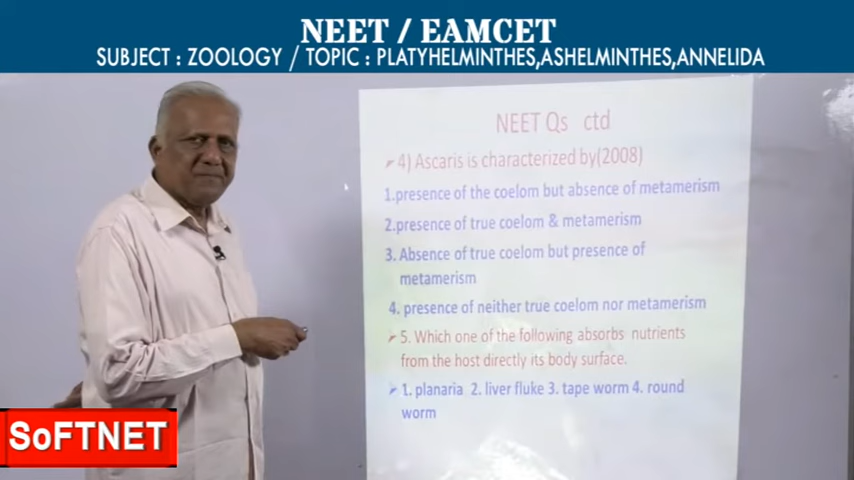 NEET / EAMCET
SUBJECT : ZOOLOGY / TOPIC : PLATYHELMINTHES,ASHELMINTHES,ANNELIDA
NEET Qs ctd
4) Ascaris is characterized by(2008)
1.presence of the coelom but absence of metamerism
2.presence of true coelom & metamerism
3. Absence of true coelom but presence of
metamerism
4. presence of neither true coelom nor metamerism
5. Which one of the following absorbs nutrients
from the host directly its body surface.
1. planaria 2. liver fluke 3. tape worm 4. round
worm
SoFTNET